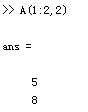 >> A(1:2,2)
ans =
5
8